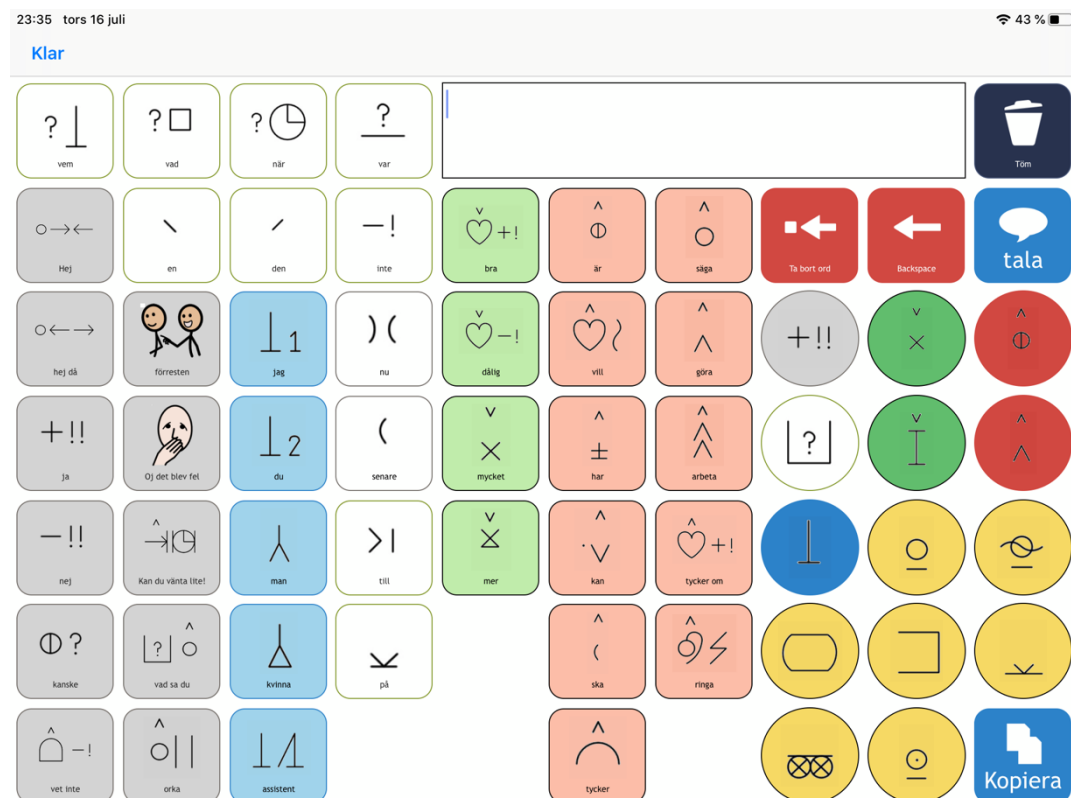 23:35 tors 16 juli 43 %
Klar
vem vad när var Töm
Hej en den inte bra är säga Ta bort ord Backspace tala
hej då förresten jag nu dålig vill göra
ja Oj det blev fel du senare mycket har arbeta
nej Kan du vänta lite! man till mer kan tycker om
kanske vad sa du kvinna på ska ringa
vet inte orka assistent tycker Kopiera